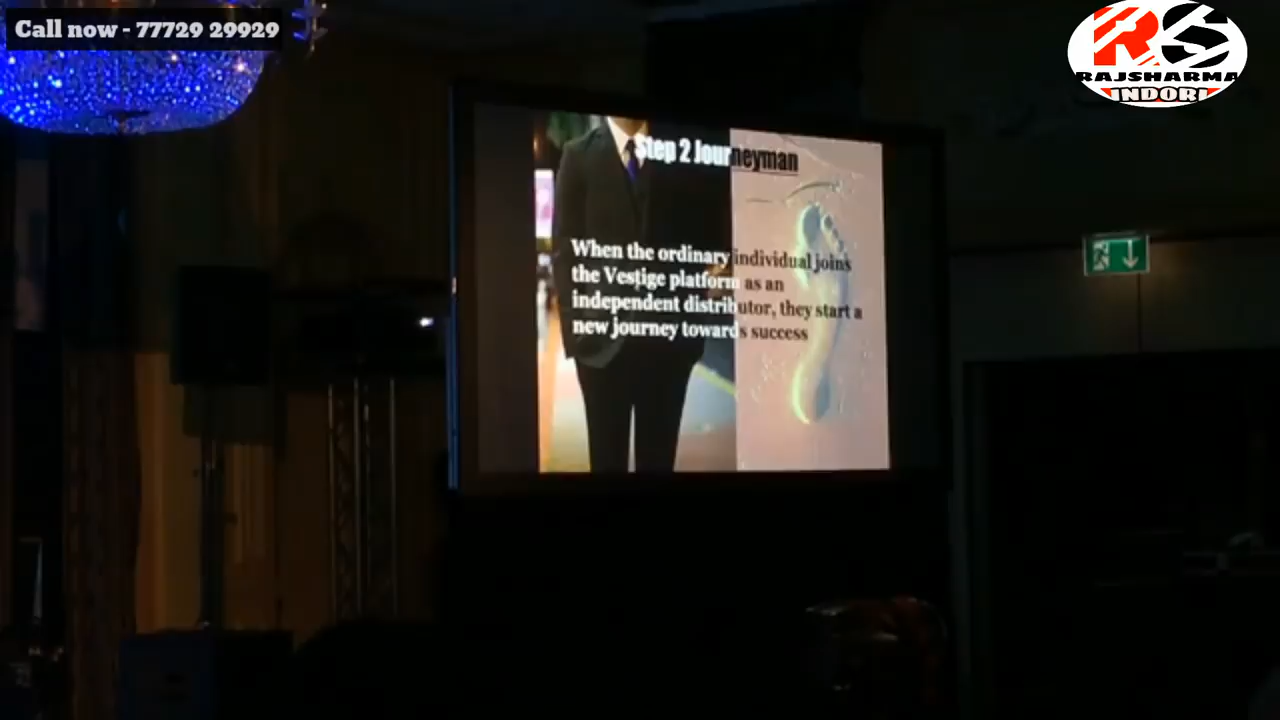 Call now - 77729 29929
RS
RAJSHARMA
INDORI
Step 2 Journeyman
When the ordinary individual joins
the Vestige platform as an
independent distributor, they start a
new journey towards success